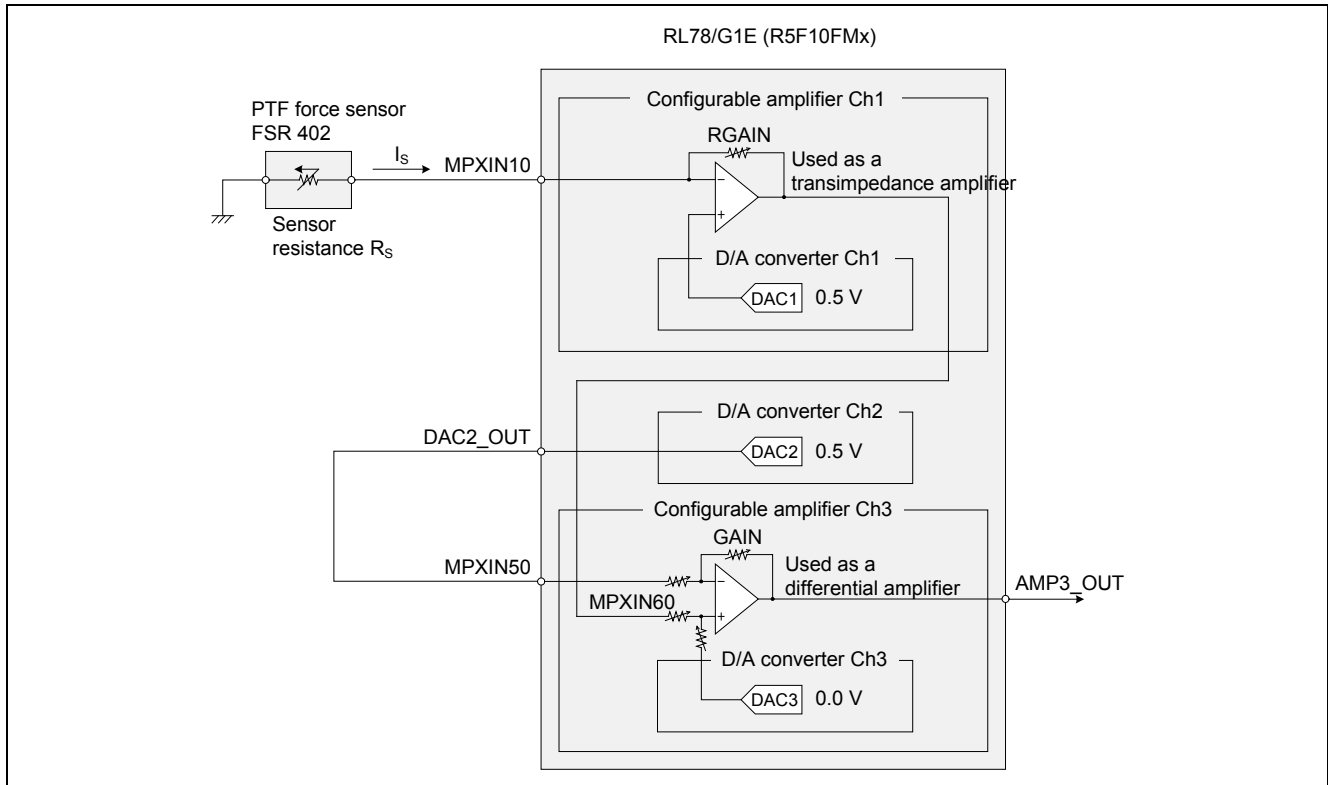 RL78/G1E (R5F10FMx)
Configurable amplifier Ch1
PTF force sensor
FSR 402
IS
MPXIN10
RGAIN
Used as a
transimpedance amplifier
−
+
Sensor
resistance RS
D/A converter Ch1
DAC1 0.5 V
D/A converter Ch2
DAC2_OUT
DAC2 0.5 V
Configurable amplifier Ch3
GAIN
MPXIN50
Used as a
differential amplifier
−
+
AMP3_OUT
MPXIN60
D/A converter Ch3
DAC3 0.0 V